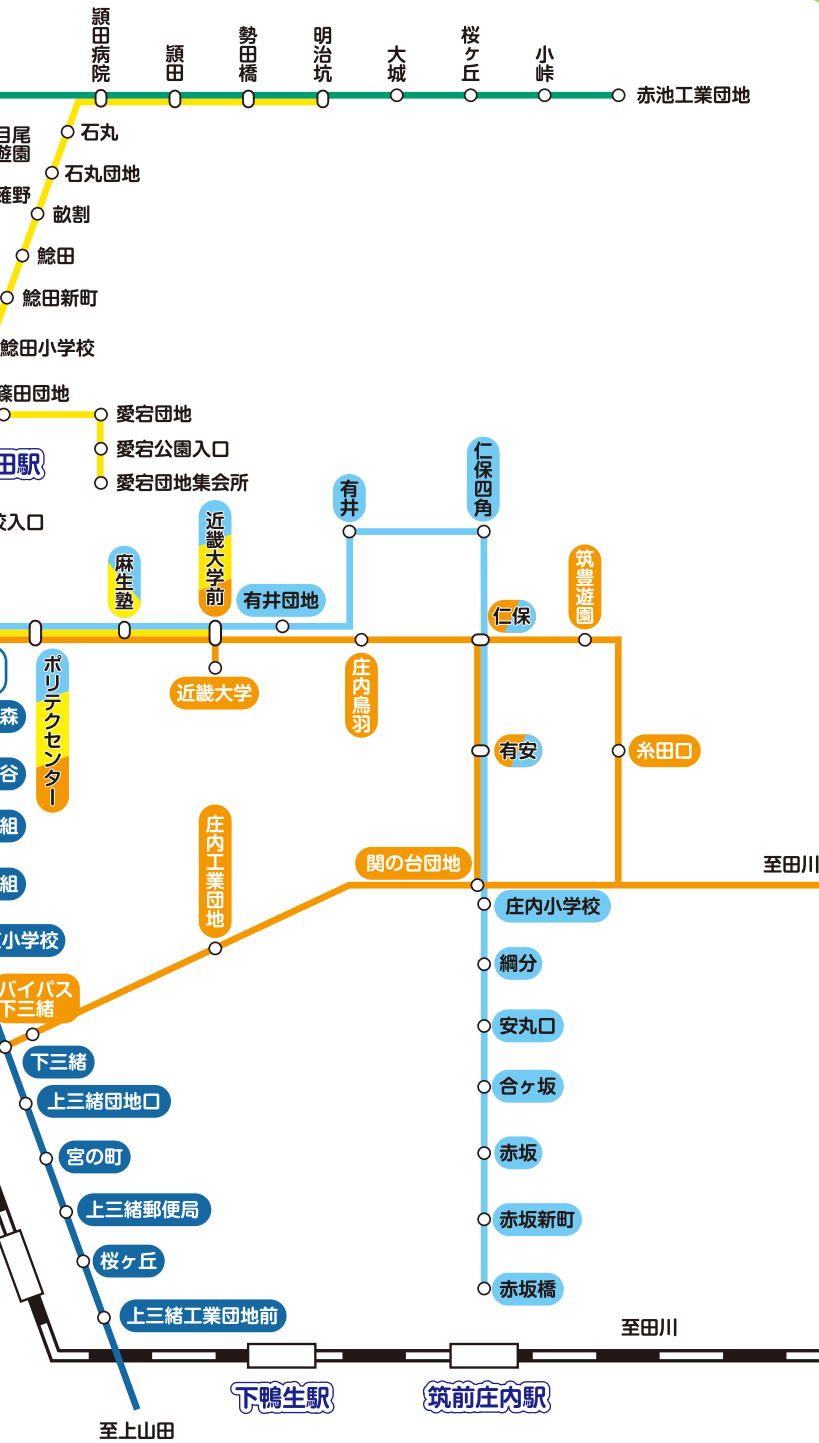 頴田病院
頴田
勢田橋
明治坑
大城
桜ヶ丘
小峠
赤池工業団地
石丸
目尾
遊園
石丸団地
野
畝割
鯰田
鯰田新町
鯰田小学校
篠田団地
愛宕団地
愛宕公園入口
田駅
愛宕団地集会所
校入口
有井
仁保四角
近畿大学前
麻生塾
有井団地
仁保
筑豊遊園
近畿大学
庄内鳥羽
ポリテクセンター
森
谷
組
組
有安
糸田口
庄内工業団地
関の台団地
至田川
庄内小学校
小学校
綱分
バイパス
下三緒
安丸口
下三緒
合ヶ坂
上三緒団地口
赤坂
宮の町
上三緒郵便局
赤坂新町
桜ヶ丘
赤坂橋
上三緒工業団地前
至田川
下鴨生駅
筑前庄内駅
至上山田